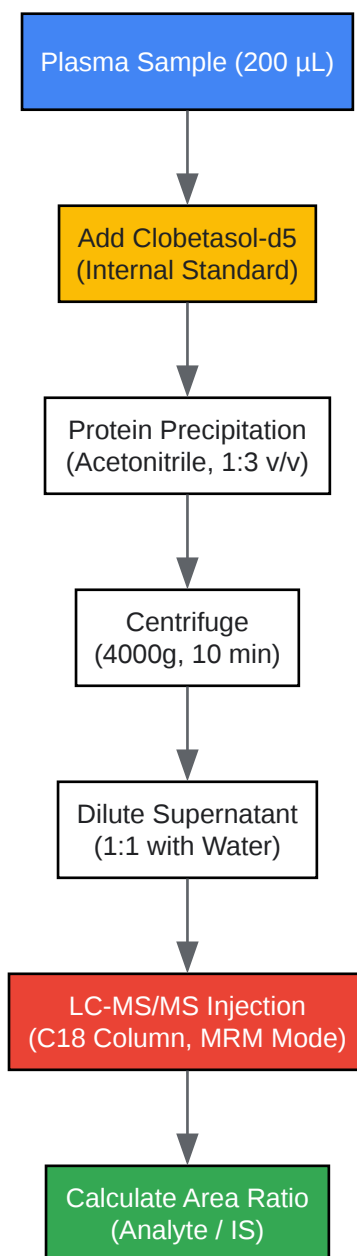 Plasma Sample (200 µL)
Add Clobetasol-d5
(Internal Standard)
Protein Precipitation
(Acetonitrile, 1:3 v/v)
Centrifuge
(4000g, 10 min)
Dilute Supernatant
(1:1 with Water)
LC-MS/MS Injection
(C18 Column, MRM Mode)
Calculate Area Ratio
(Analyte / IS)